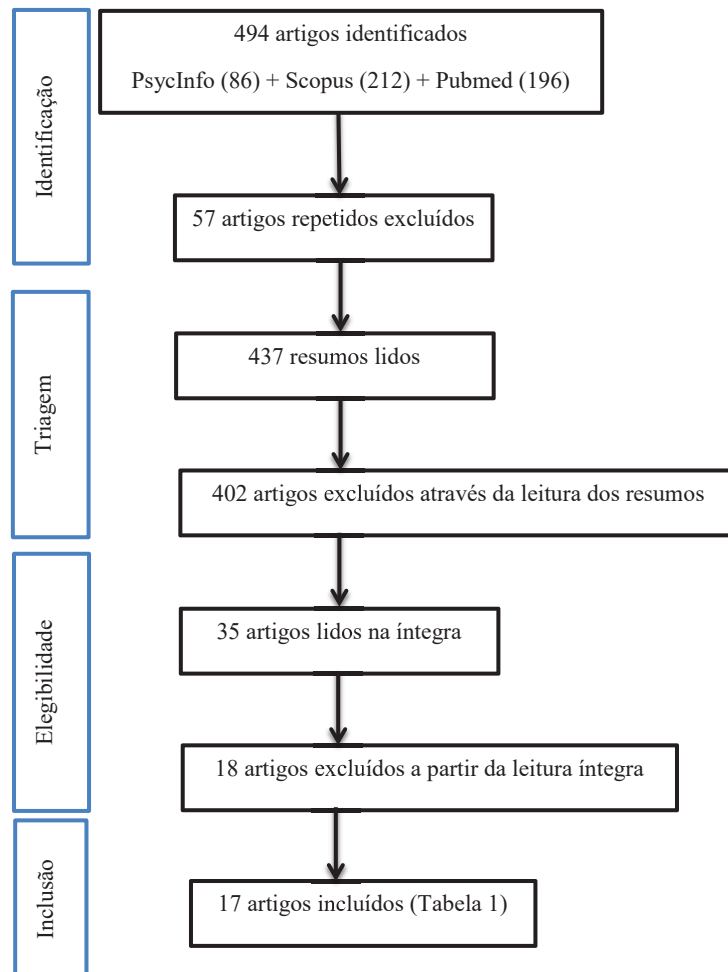 Identificação
494 artigos identificados
PsycInfo (86) + Scopus (212) + Pubmed (196)
57 artigos repetidos excluídos
Triagem
437 resumos lidos
402 artigos excluídos através da leitura dos resumos
Elegibilidade
35 artigos lidos na íntegra
18 artigos excluídos a partir da leitura íntegra
Inclusão
17 artigos incluídos (Tabela 1)